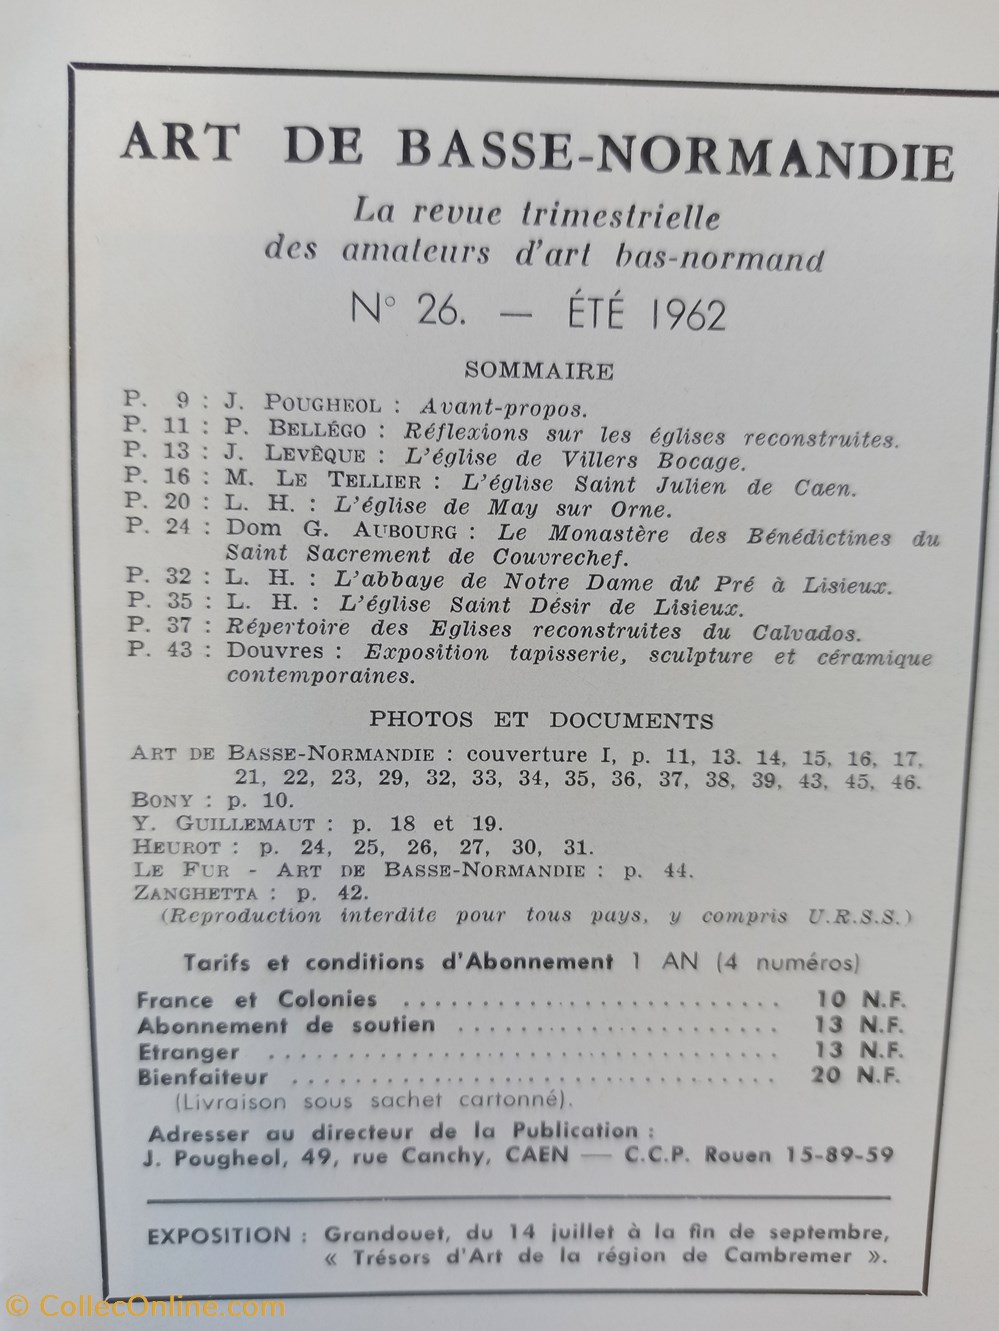 ART DE BASSE-NORMANDIE
La revue trimestrielle
des amateurs d'art bas-normand
N° 26. — ÉTÉ 1962
SOMMAIRE
P. 9 : J. POUGHEOL : Avant-propos.
P. 11 : P. BELLÉGO : Réflexions sur les églises reconstruites.
P. 13 : J. LEVÊQUE : L'église de Villers Bocage.
P. 16 : M. LE TELLIER : L'église Saint Julien de Caen.
P. 20 : L. H. : L'église de May sur Orne.
P. 24 : Dom G. AUBOURG : Le Monastère des Bénédictines du
Saint Sacrement de Couvrechef.
P. 32 : L. H. : L'abbaye de Notre Dame du Pré à Lisieux.
P. 35 : L. H. : L'église Saint Désir de Lisieux.
P. 37 : Répertoire des Eglises reconstruites du Calvados.
P. 43 : Douvres : Exposition tapisserie, sculpture et céramique
contemporaines.
PHOTOS ET DOCUMENTS
ART DE BASSE-NORMANDIE : couverture I, p. 11, 13. 14, 15, 16, 17,
21, 22, 23, 29, 32, 33, 34, 35, 36, 37, 38, 39, 43, 45, 46.
BONY : p. 10.
Y. GUILLEMAUT : p. 18 et 19.
HEUROT : p. 24, 25, 26, 27, 30, 31.
LE FUR - ART DE BASSE-NORMANDIE : p. 44.
ZANGHETTA : p. 42.
(Reproduction interdite pour tous pays, y compris U.R.S.S.)
Tarifs et conditions d'Abonnement 1 AN (4 numéros)
France et Colonies .......................... 10 N.F.
Abonnement de soutien .................... 13 N.F.
Etranger ............................... 13 N.F.
Bienfaiteur .............................. 20 N.F.
(Livraison sous sachet cartonné).
Adresser au directeur de la Publication :
J. Pougheol, 49, rue Canchy, CAEN — C.C.P. Rouen 15-89-59
EXPOSITION : Grandouet, du 14 juillet à la fin de septembre,
« Trésors d'Art de la région de Cambremer ».
© CollecOnline.com